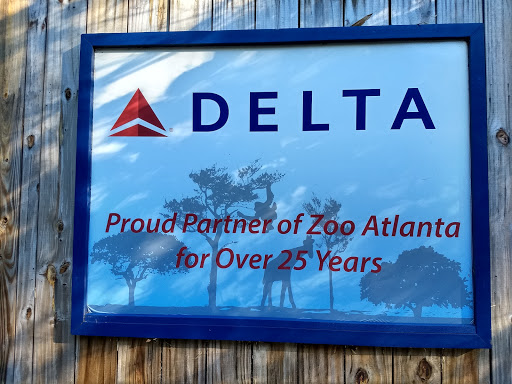 DELTA
Proud Partner of Zoo Atlanta
for Over 25 Years